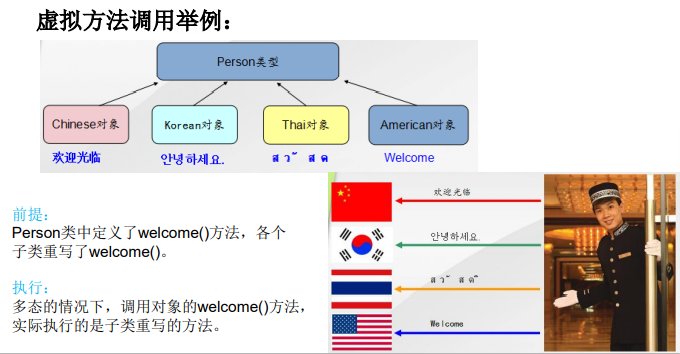 虚拟方法调用举例：
Person类型
Chinese对象
Korean对象
Thai对象
American对象
欢迎光临
안녕하세요.
ส ว ั ส ด
Welcome
前提：
Person类中定义了welcome()方法，各个
子类重写了welcome()。
执行：
多态的情况下，调用对象的welcome()方法，
实际执行的是子类重写的方法。
欢迎光临
안녕하세요.
ส ว ั ส ด ี
Welcome